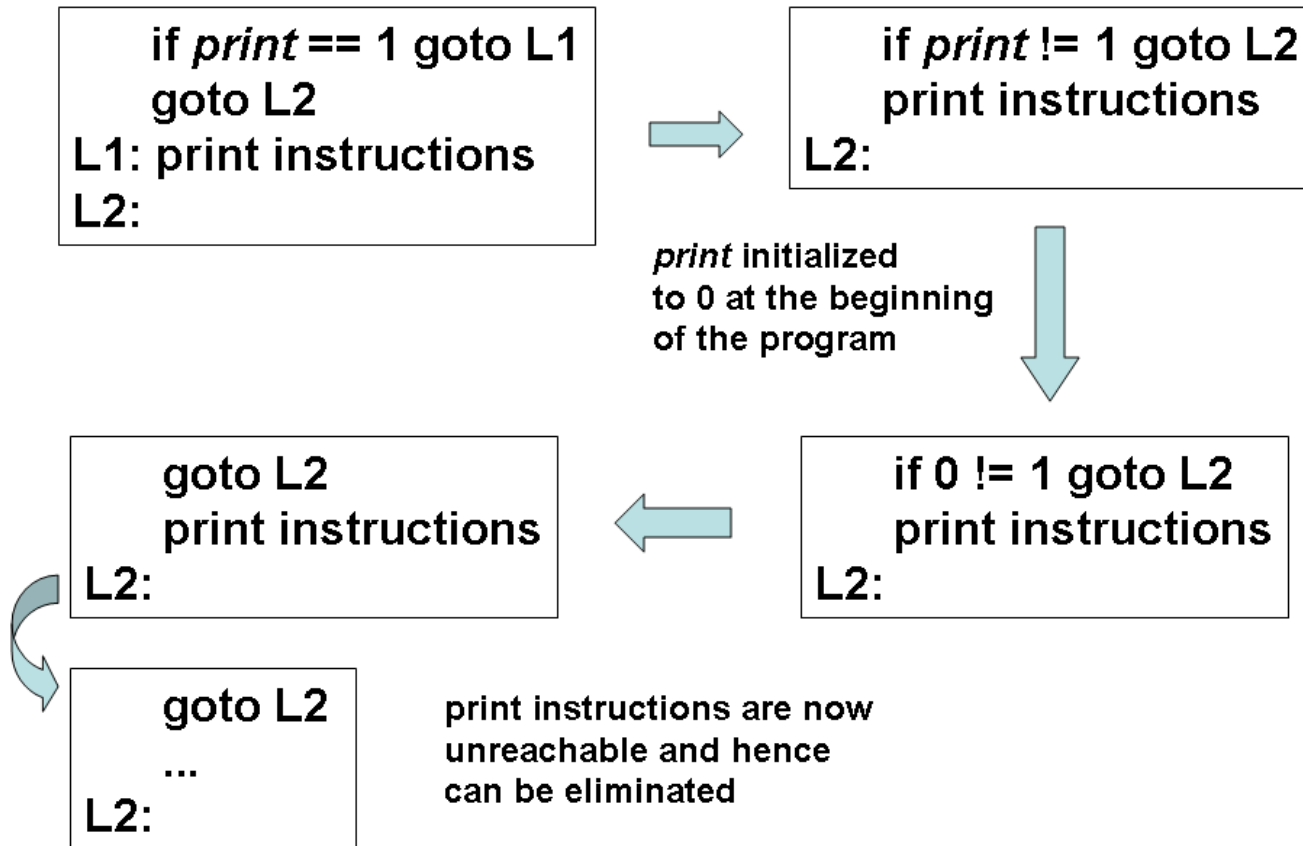 if print == 1 goto L1
goto L2
L1: print instructions
L2:
if print != 1 goto L2
print instructions
L2:
print initialized
to 0 at the beginning
of the program
if 0 != 1 goto L2
print instructions
L2:
goto L2
print instructions
L2:
goto L2
...
L2:
print instructions are now
unreachable and hence
can be eliminated